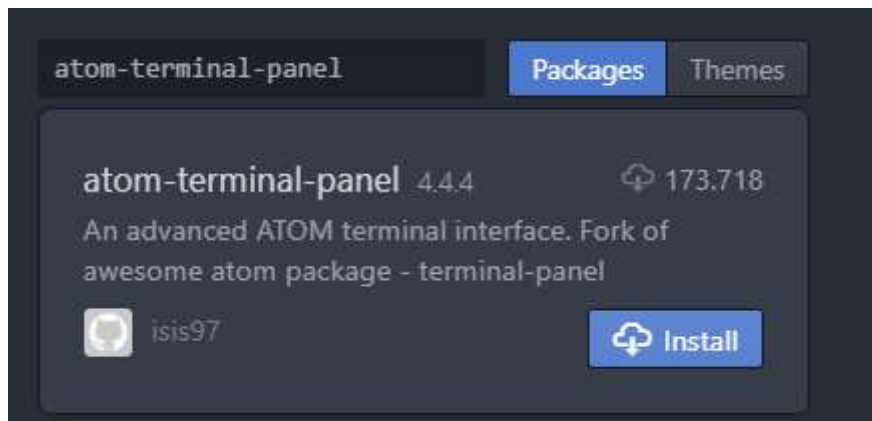 atom-terminal-panel
Packages
Themes
atom-terminal-panel 4.4.4
173.718
An advanced ATOM terminal interface. Fork of
awesome atom package - terminal-panel
isis97
Install